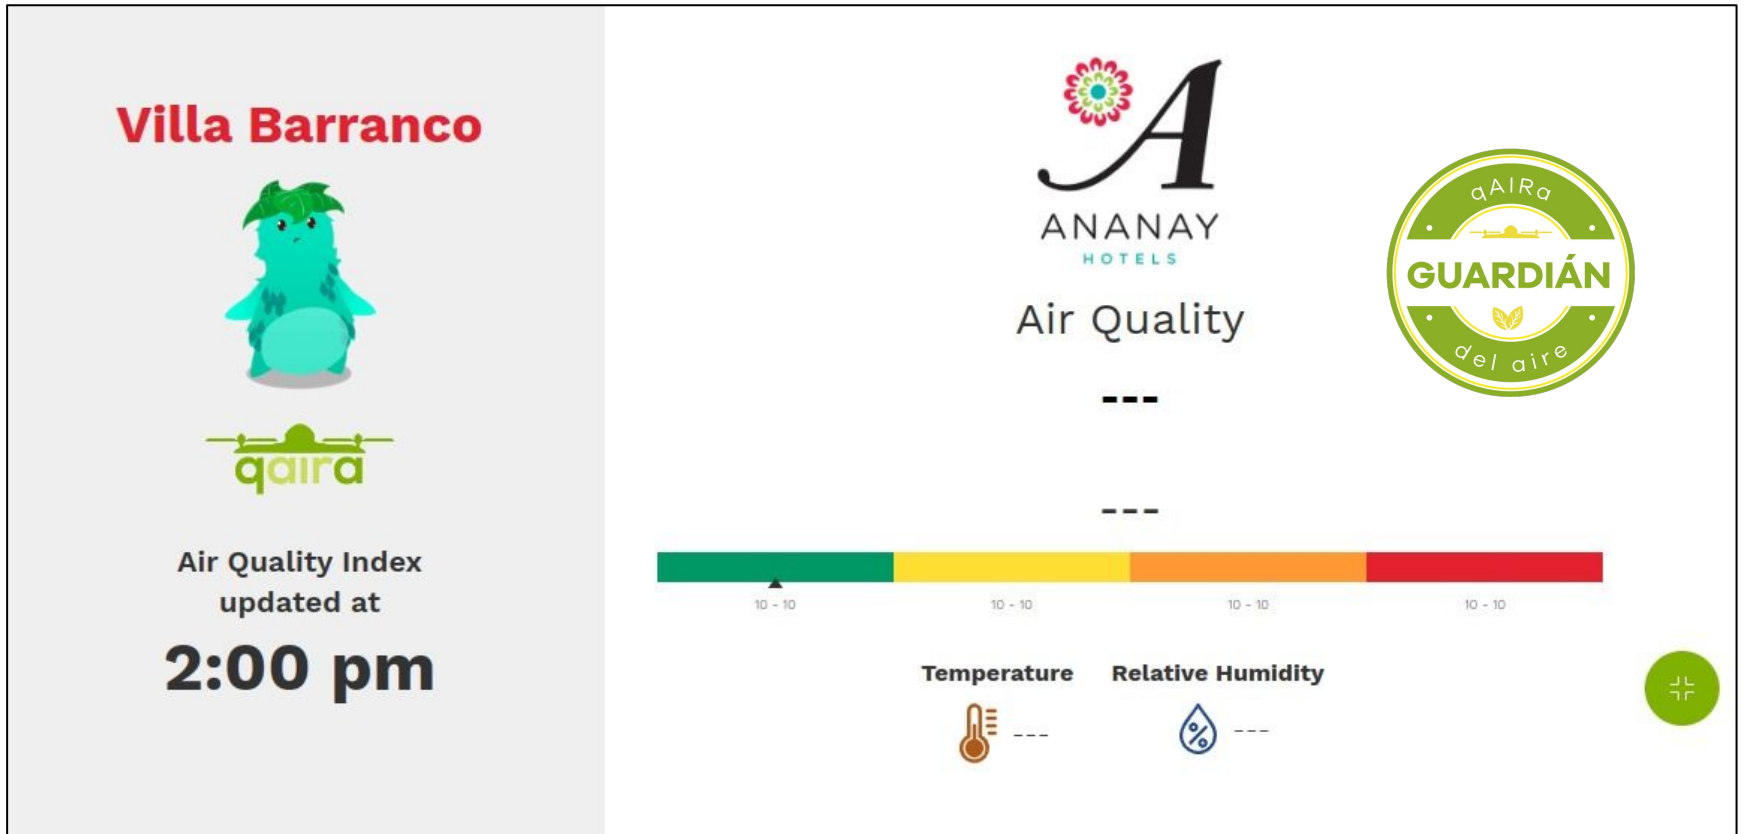 Villa Barranco
qaira
Air Quality Index
updated at
2:00 pm
A
ANANAY
HOTELS
Air Quality
---
---
10 - 10
10 - 10
10 - 10
10 - 10
Temperature
---
Relative Humidity
%
---
qAIRa
GUARDIÁN
del aire